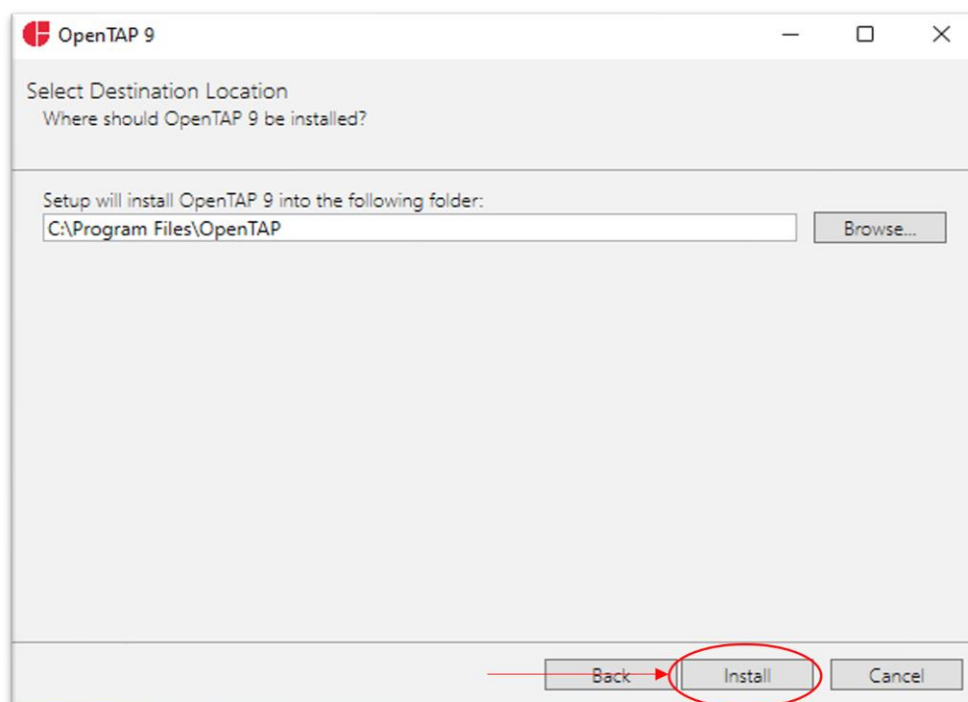 OpenTAP 9
Select Destination Location
Where should OpenTAP 9 be installed?
Setup will install OpenTAP 9 into the following folder:
C:\Program Files\OpenTAP
Browse...
Back
Install
Cancel